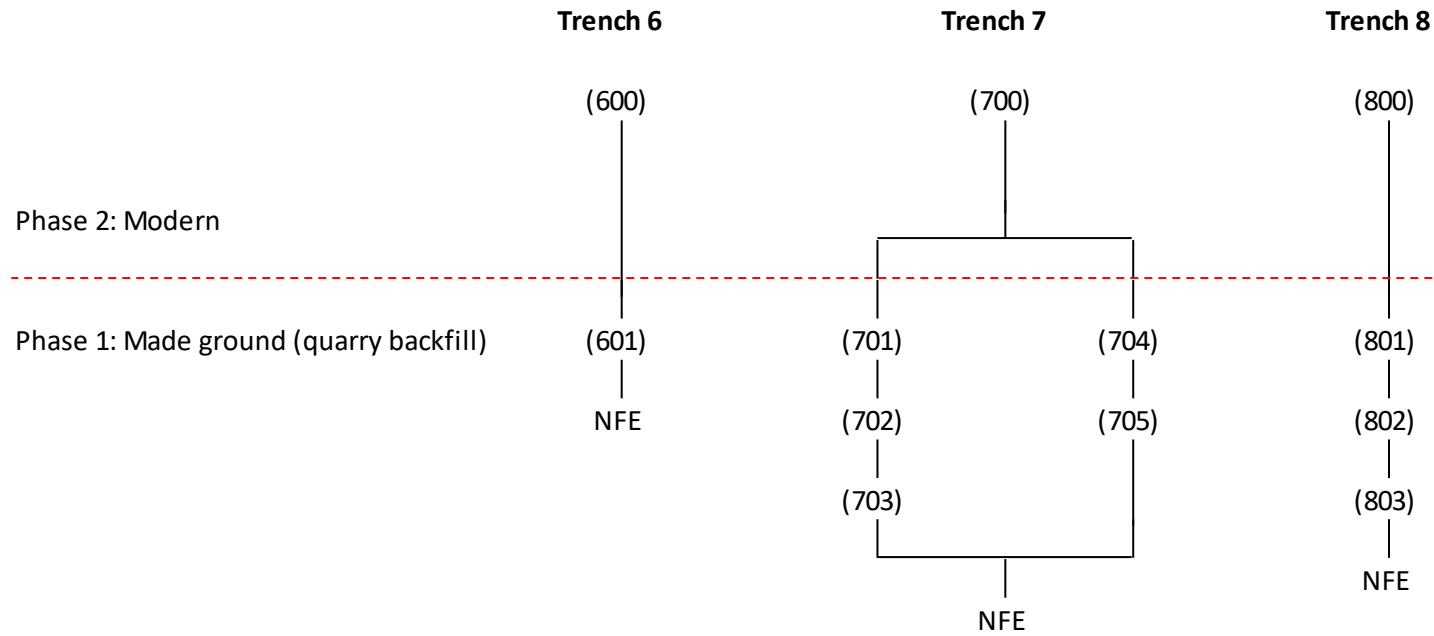 Trench 6 Trench 7 Trench 8
(600) (700) (800)
Phase 2: Modern
Phase 1: Made ground (quarry backfill) (601) (701) (704) (801)
NFE (702) (705) (802)
(703) (803)
NFE
NFE